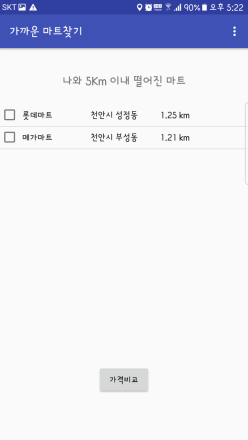 SKT 90% 오후 5:22
가까운 마트찾기
나와 5Km 이내 떨어진 마트
롯데마트 천안시 성정동 1.25 km
메가마트 천안시 부성동 1.21 km
가격비교